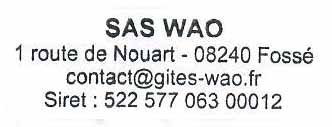 SAS WAO
1 route de Nouart - 08240 Fossé
contact@gites-wao.fr
Siret : 522 577 063 00012